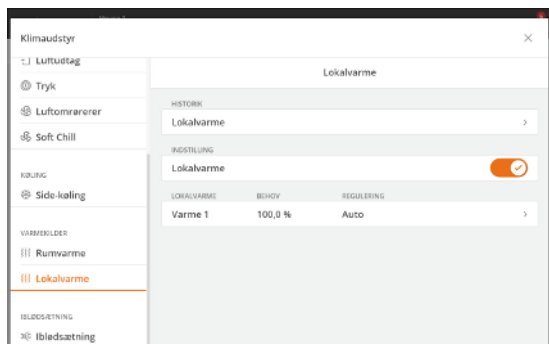 Klimaudstyr
Luftudtag
Tryk
Luftomrørerer
Soft Chill
KØLING
Side-køling
VARMEKILDER
Rumvarme
Lokalvarme
IBLØDSÆTNING
Iblødsætning
Lokalvarme
HISTORIK
Lokalvarme
INDSTILLING
Lokalvarme
LOKALVARME BEHOV REGULERING
Varme 1 100,0 % Auto